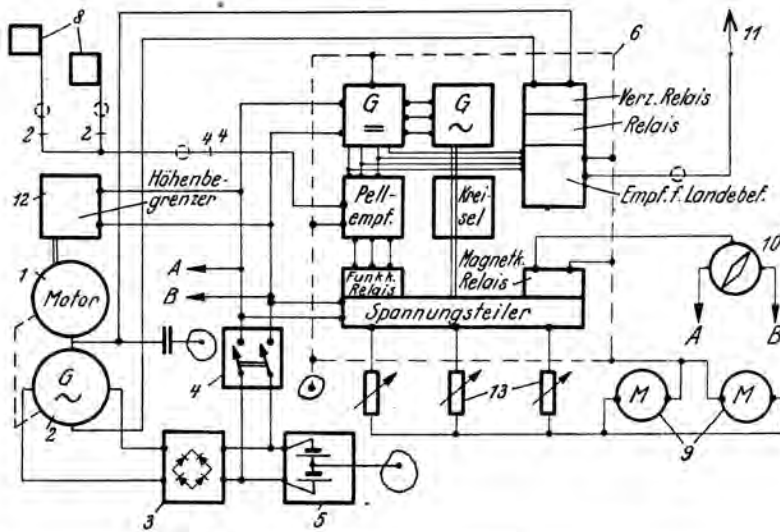 8
6
11
G
=
G
~
Verz. Relais
Relais
2
2
4
4
12
Höhenbe-
grenzer
Peil-
empf.
Krei-
sel
Empf. f. Landebef.
1
Motor
A
B
Funkk.
Relais
Magnetk.
Relais
10
Spannungsteiler
A
B
G
~
2
4
13
M
M
9
3
5